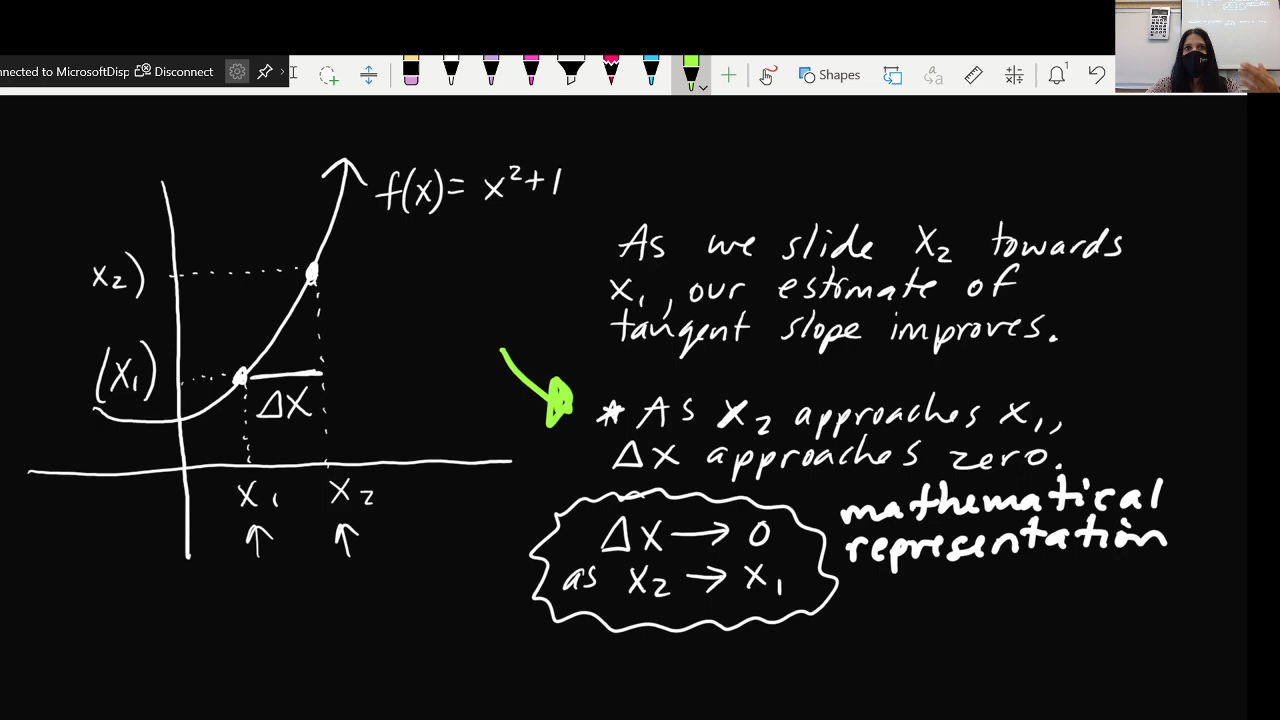 nnected to MicrosoftDisp Disconnect
Shapes
f(x)= x²+1
x₂)
(x₁)
Δx
x₁ x₂
As we slide x₂ towards
x₁, our estimate of
tangent slope improves.
* As x₂ approaches x₁,
Δx approaches zero.
mathematical
representation
Δx → 0
as x₂ → x₁